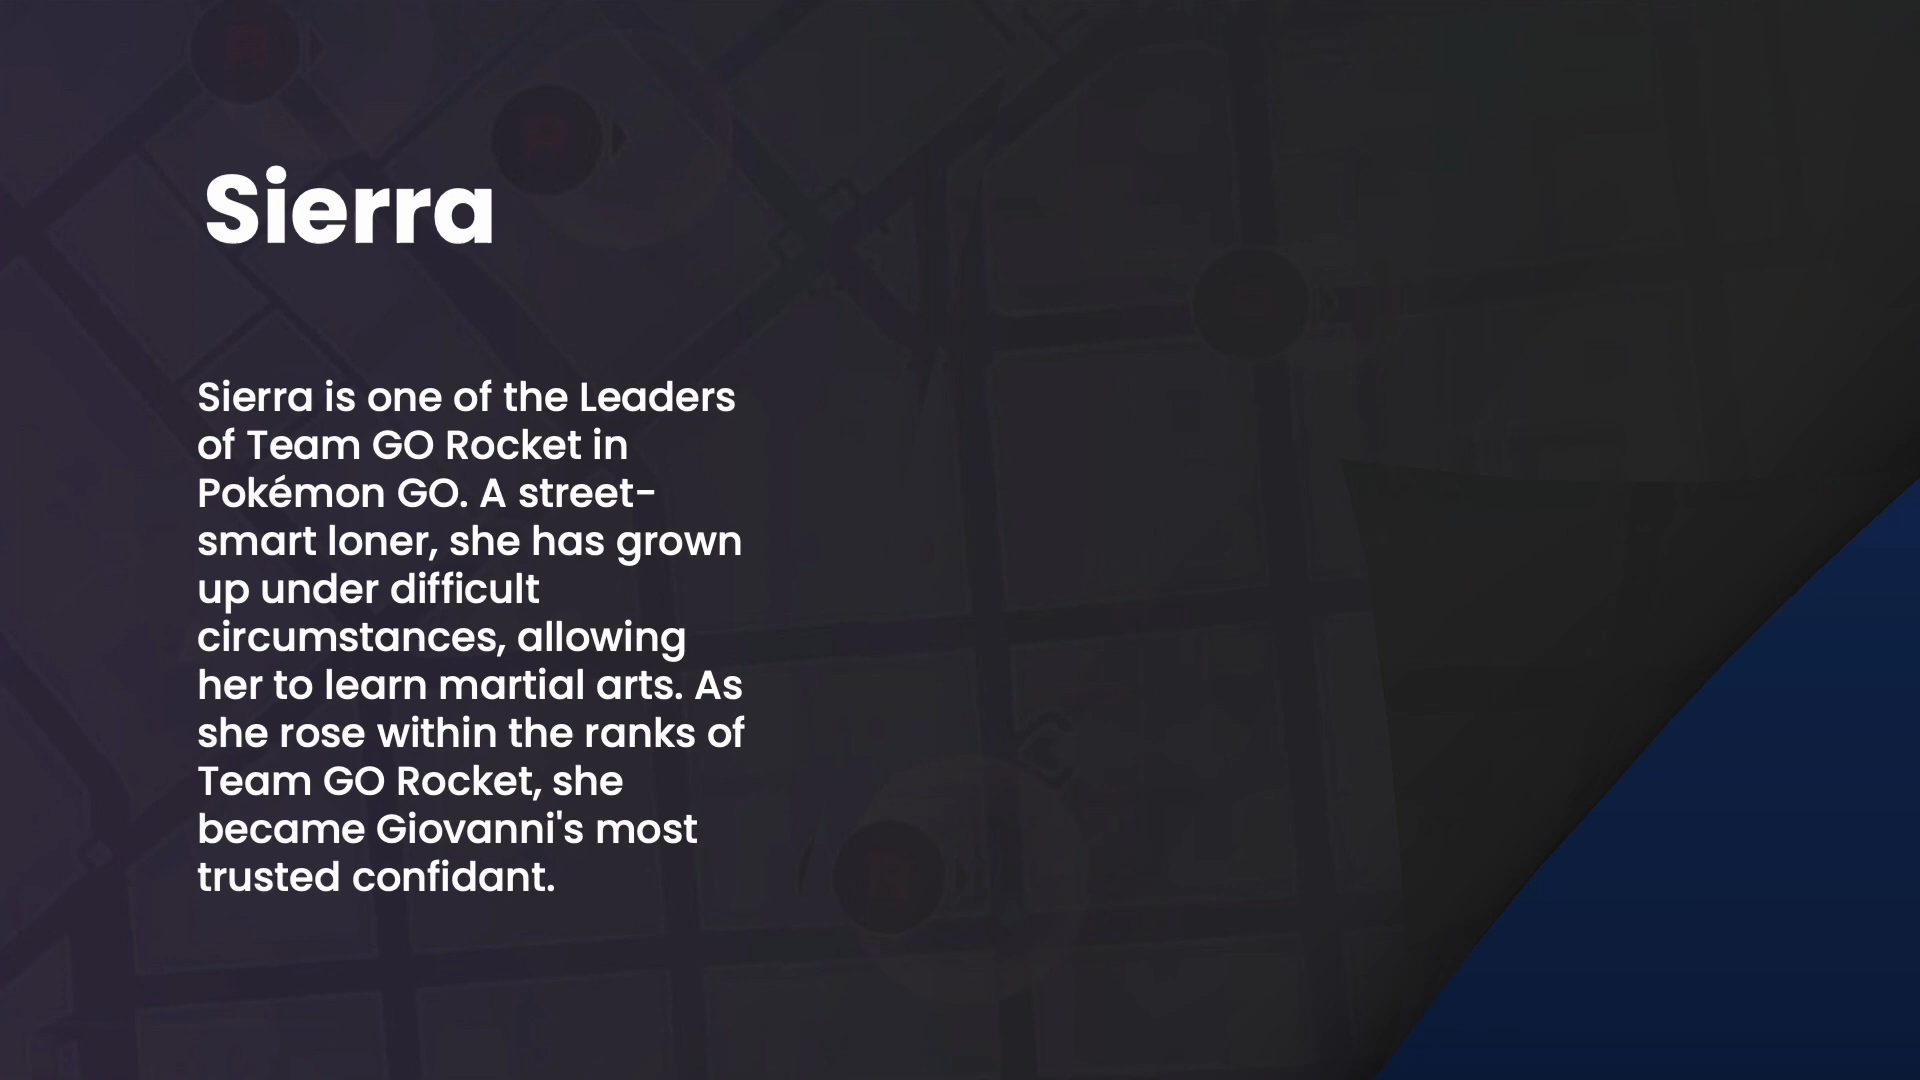 Sierra
Sierra is one of the Leaders
of Team GO Rocket in
Pokémon GO. A street-
smart loner, she has grown
up under difficult
circumstances, allowing
her to learn martial arts. As
she rose within the ranks of
Team GO Rocket, she
became Giovanni's most
trusted confidant.